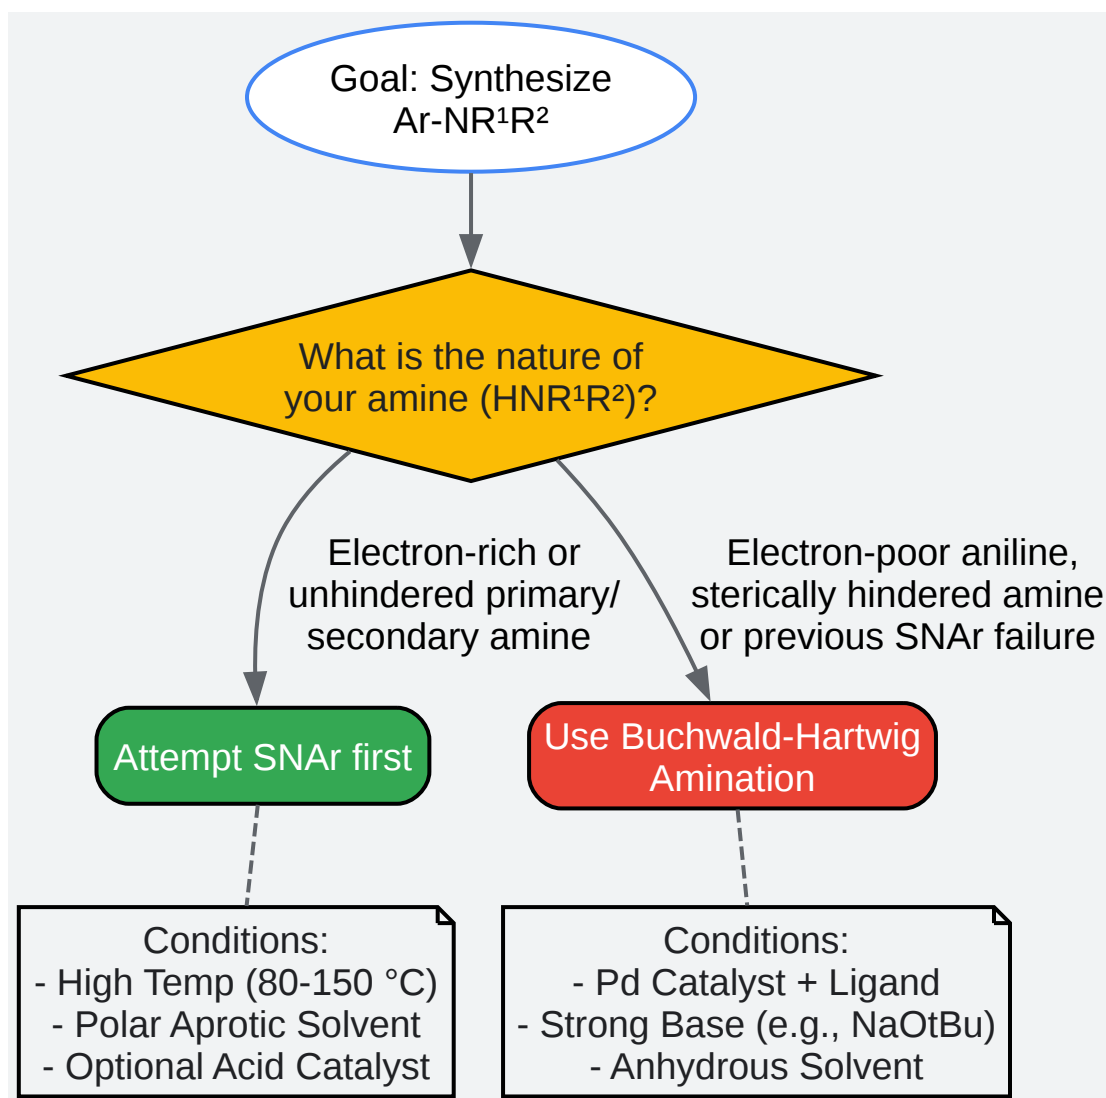 Goal: Synthesize
Ar-NR¹R²
What is the nature of
your amine (HNR¹R²)?
Electron-rich or
unhindered primary/
secondary amine
Electron-poor aniline,
sterically hindered amine
or previous SNAr failure
Attempt SNAr first
Use Buchwald-Hartwig
Amination
Conditions:
- High Temp (80-150 °C)
- Polar Aprotic Solvent
- Optional Acid Catalyst
Conditions:
- Pd Catalyst + Ligand
- Strong Base (e.g., NaOtBu)
- Anhydrous Solvent